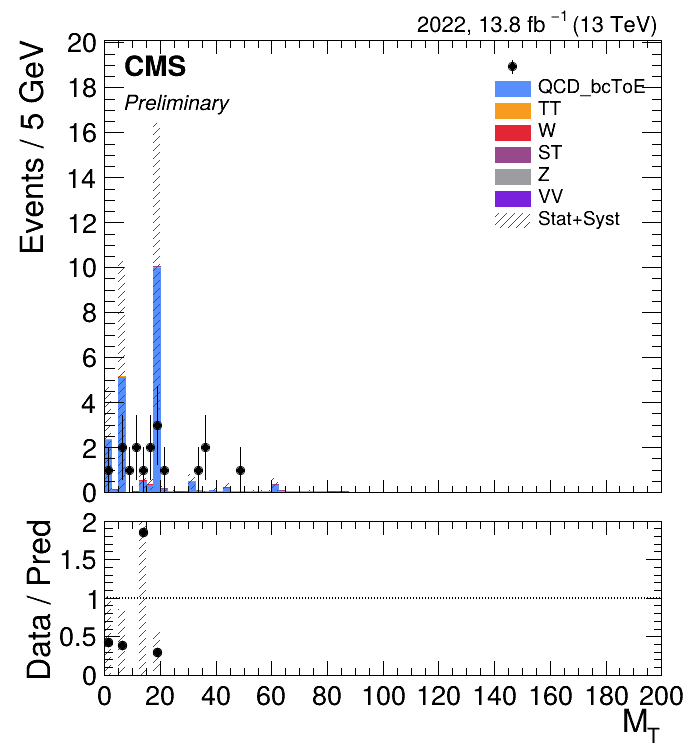 2022, 13.8 fb⁻¹ (13 TeV)
CMS
Preliminary
Events / 5 GeV
20
18
16
14
12
10
8
6
4
2
0
QCD_bcToE
TT
W
ST
Z
VV
Stat+Syst
Data / Pred
2
1.5
1
0.5
0
0 20 40 60 80 100 120 140 160 180 200
M_T